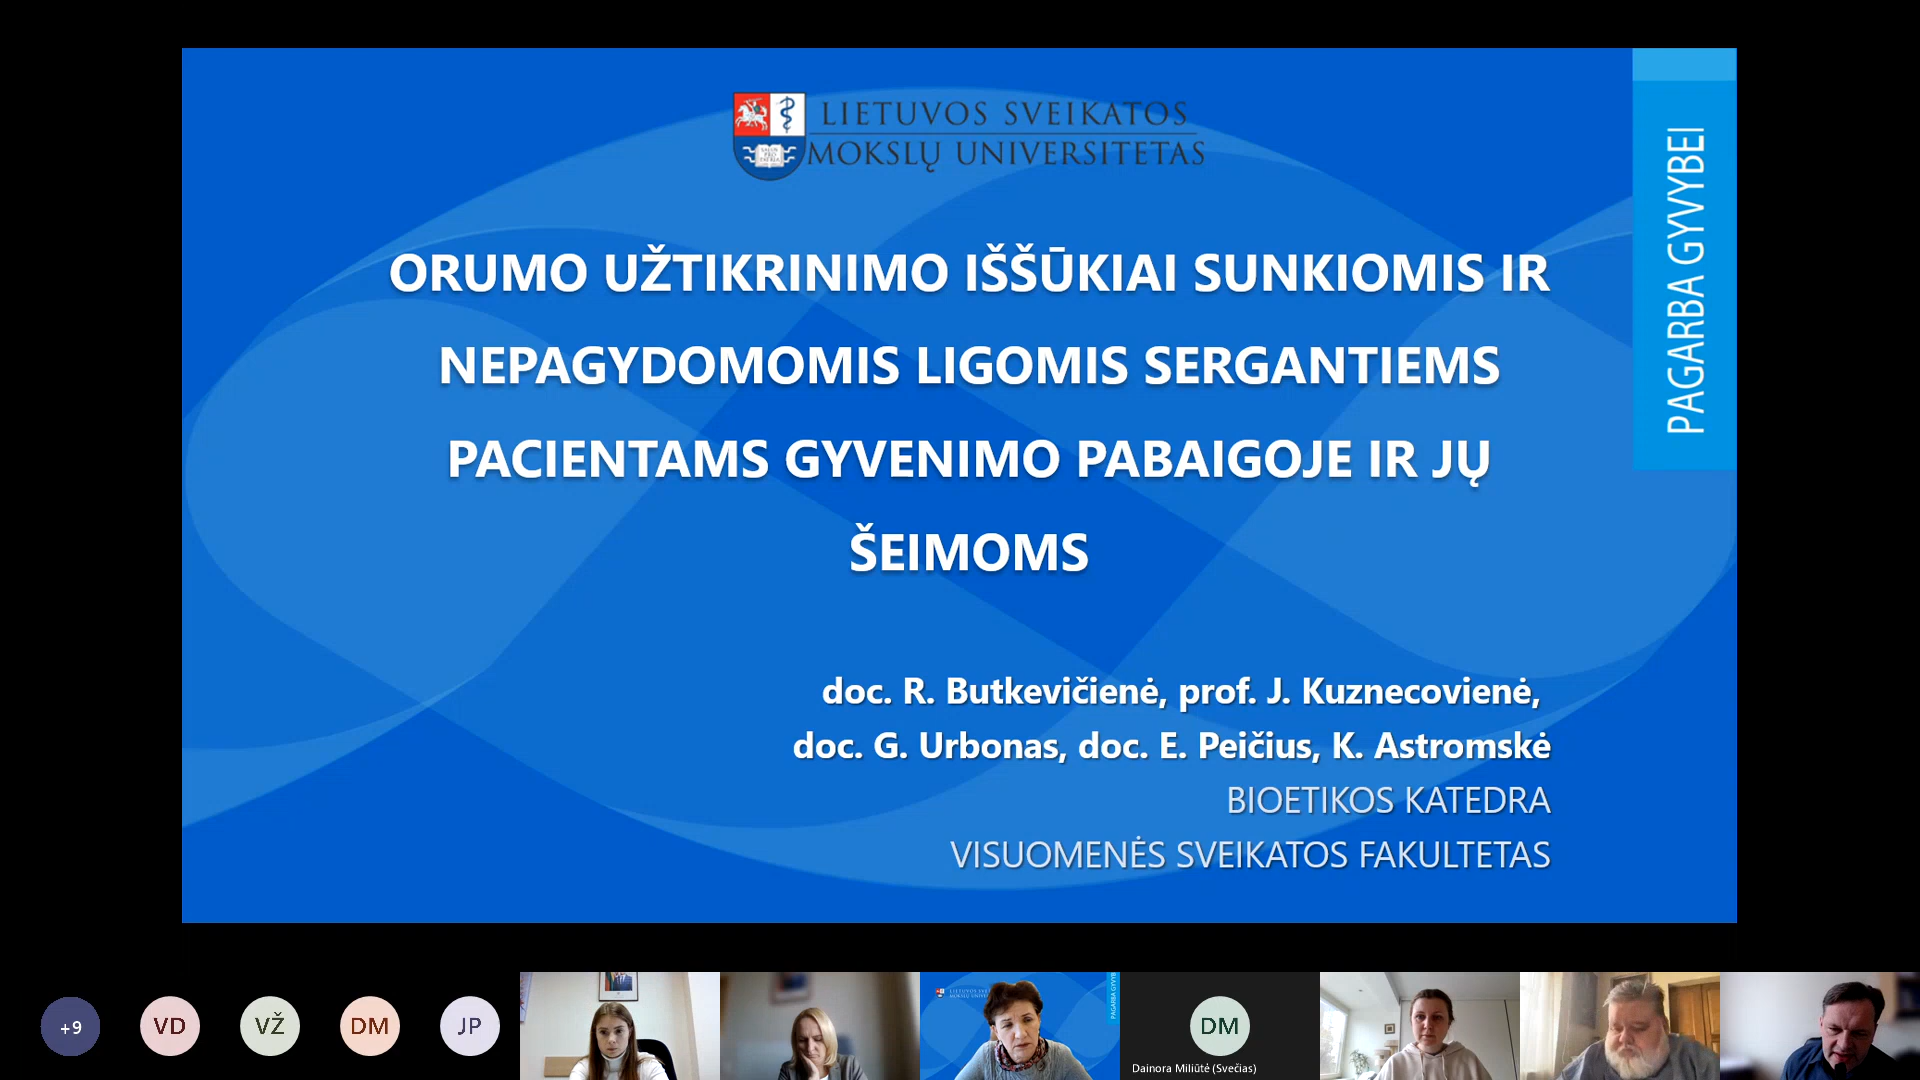 LIETUVOS SVEIKATOS
MOKSLŲ UNIVERSITETAS
PAGARBA GYVYBEI
ORUMO UŽTIKRINIMO IŠŠŪKIAI SUNKIOMIS IR
NEPAGYDOMOMIS LIGOMIS SERGANTIEMS
PACIENTAMS GYVENIMO PABAIGOJE IR JŲ
ŠEIMOMS
doc. R. Butkevičienė, prof. J. Kuznecovienė,
doc. G. Urbonas, doc. E. Peičius, K. Astromskė
BIOETIKOS KATEDRA
VISUOMENĖS SVEIKATOS FAKULTETAS
+9
VD
VŽ
DM
JP
DM
Dainora Miliūtė (Svečias)